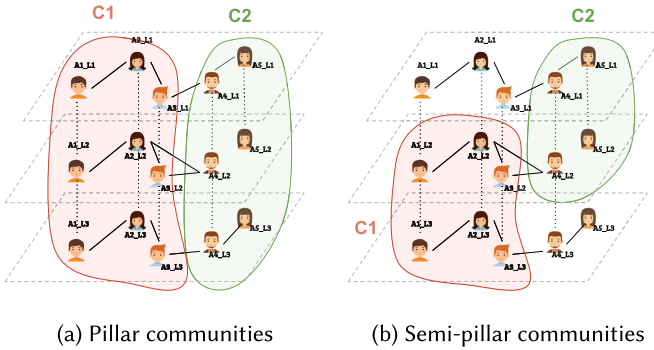 C1
C2
A2_L1
A1_L1
A5_L1
A3_L1
A4_L1
A1_L2
A2_L2
A5_L2
A4_L2
A3_L2
A1_L3
A2_L3
A5_L3
A4_L3
A3_L3
(a) Pillar communities
C2
A2_L1
A1_L1
A5_L1
A3_L1
A4_L1
A1_L2
A2_L2
A5_L2
A4_L2
A3_L2
C1
A1_L3
A2_L3
A5_L3
A4_L3
A3_L3
(b) Semi-pillar communities